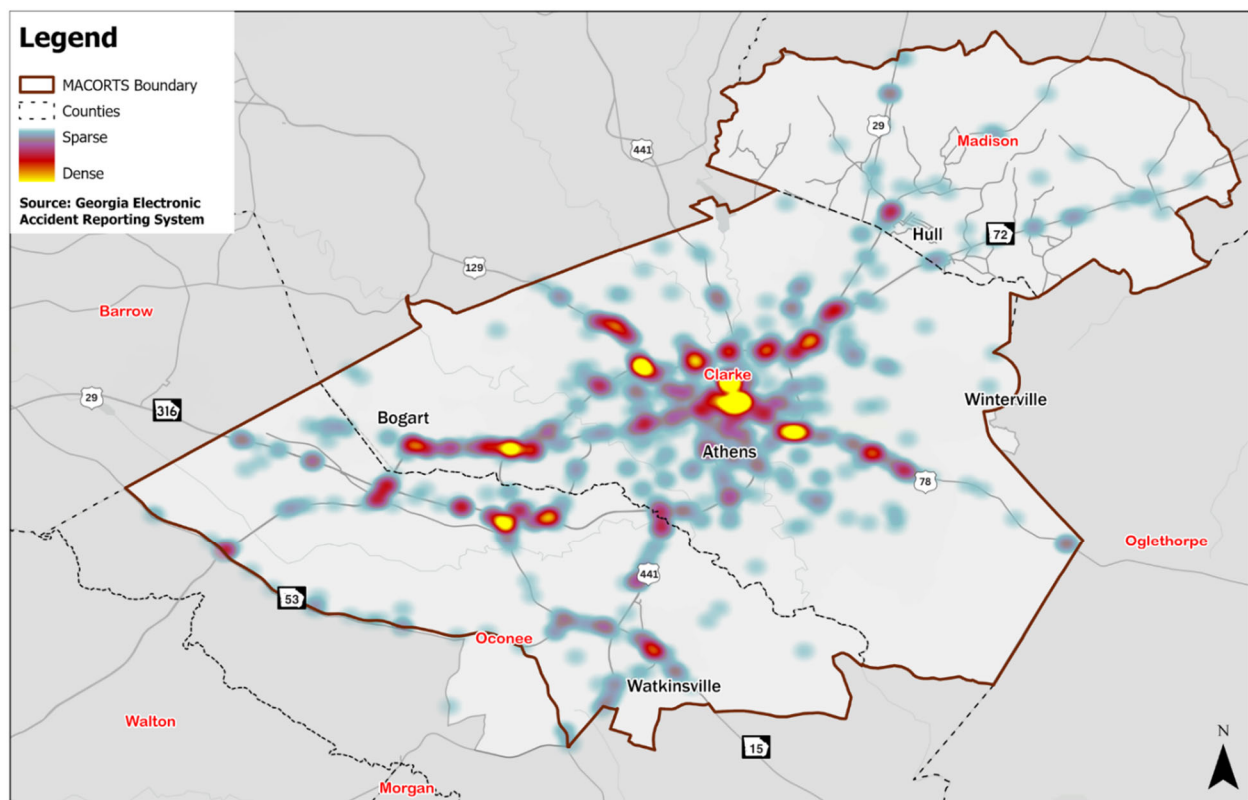 Legend
MACORTS Boundary
Counties
Sparse
Dense
Source: Georgia Electronic
Accident Reporting System
441
29
Madison
Hull
72
129
Barrow
29
316
Clarke
Winterville
Bogart
Athens
78
Oglethorpe
441
53
Oconee
Watkinsville
Walton
15
N
Morgan